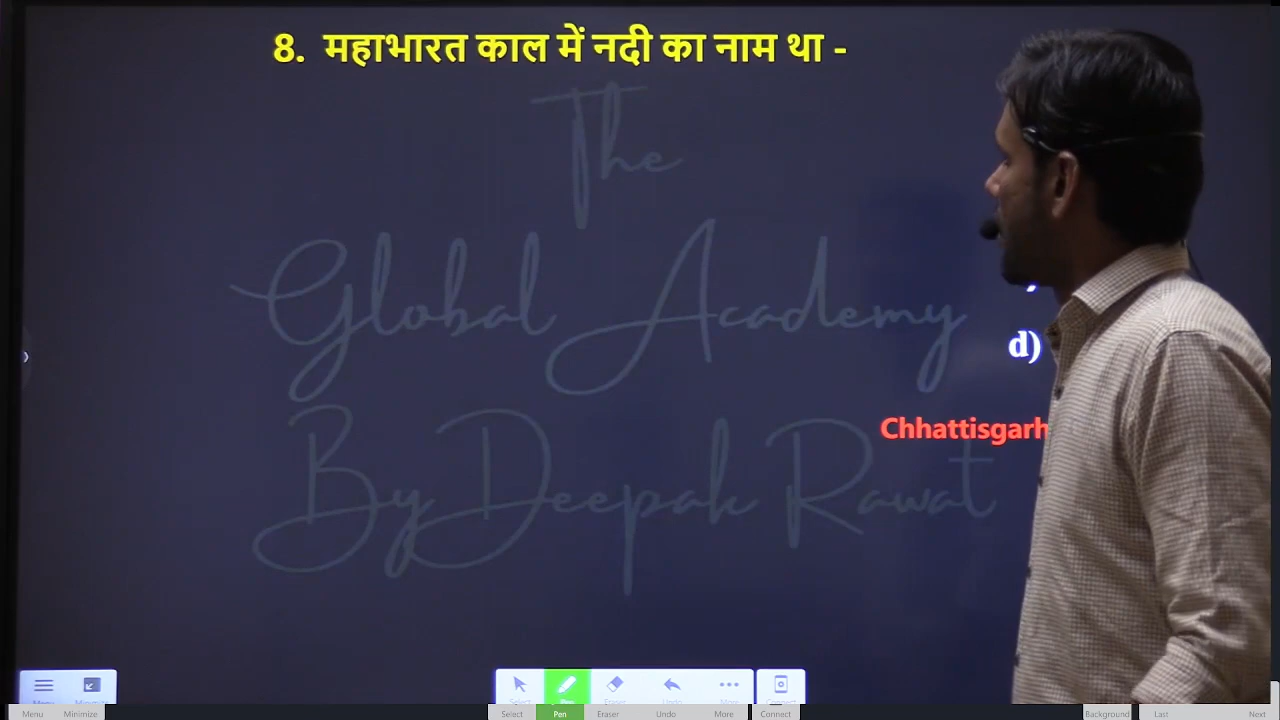 8. महाभारत काल में नदी का नाम था -
The
Global Academy
By Deepak Rawat
d)
Chhattisgarh
Menu Minimize Select Pen Eraser Undo More Connect Background Last Next